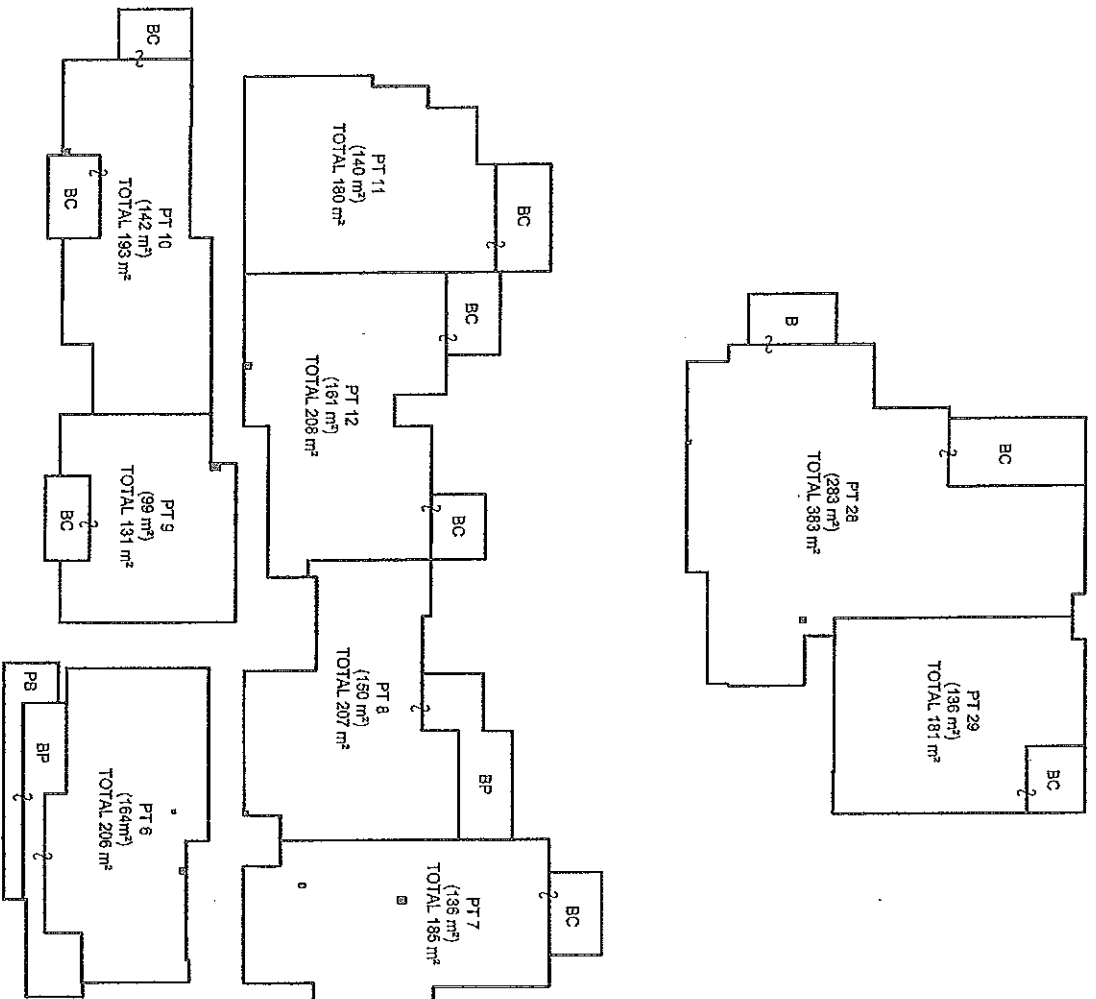 BC
PT 10
(142 m²)
TOTAL 193 m²
BC
PT 9
(99 m²)
TOTAL 131 m²
BC
PT 6
(164m²)
TOTAL 206 m²
BP
PB
PT 11
(140 m²)
TOTAL 180 m²
BC
PT 12
(161 m²)
TOTAL 208 m²
BC
BC
PT 8
(150 m²)
TOTAL 207 m²
BP
PT 7
(136 m²)
TOTAL 185 m²
BC
B
PT 28
(283 m²)
TOTAL 383 m²
BC
PT 29
(136 m²)
TOTAL 181 m²
BC